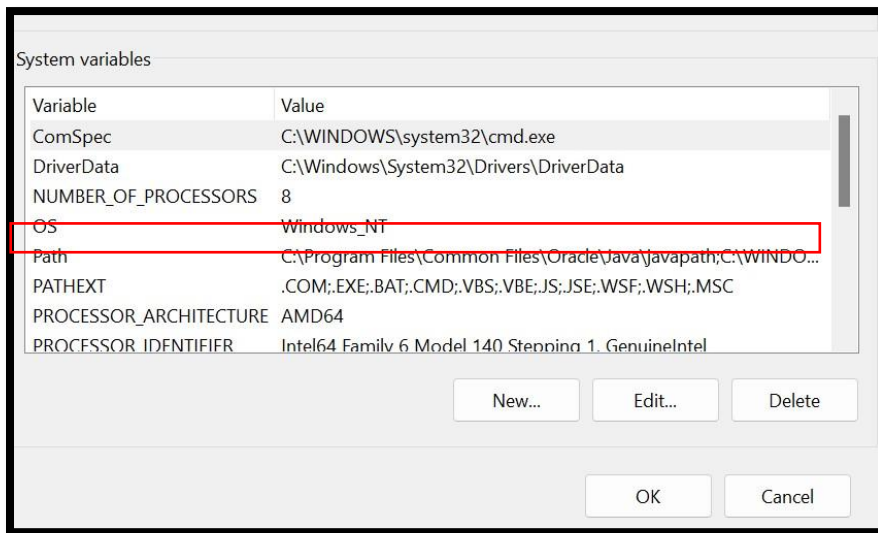 System variables
Variable Value
ComSpec C:\WINDOWS\system32\cmd.exe
DriverData C:\Windows\System32\Drivers\DriverData
NUMBER_OF_PROCESSORS 8
OS Windows_NT
Path C:\Program Files\Common Files\Oracle\Java\javapath;C:\WINDO...
PATHEXT .COM;.EXE;.BAT;.CMD;.VBS;.VBE;.JS;.JSE;.WSF;.WSH;.MSC
PROCESSOR_ARCHITECTURE AMD64
PROCESSOR_IDENTIFIER Intel64 Family 6 Model 140 Stepping 1, GenuineIntel
New... Edit... Delete
OK Cancel